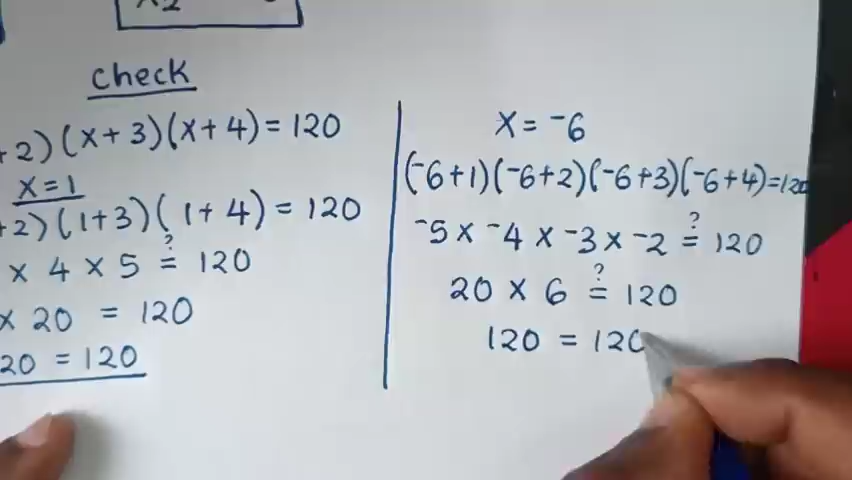 x2
check
+2)(x+3)(x+4)=120
x=1
+2)(1+3)(1+4)=120
x 4 x 5 ?= 120
x 20 = 120
20 = 120
x = -6
(-6+1)(-6+2)(-6+3)(-6+4)=120
-5 x -4 x -3 x -2 ?= 120
20 x 6 ?= 120
120 = 120